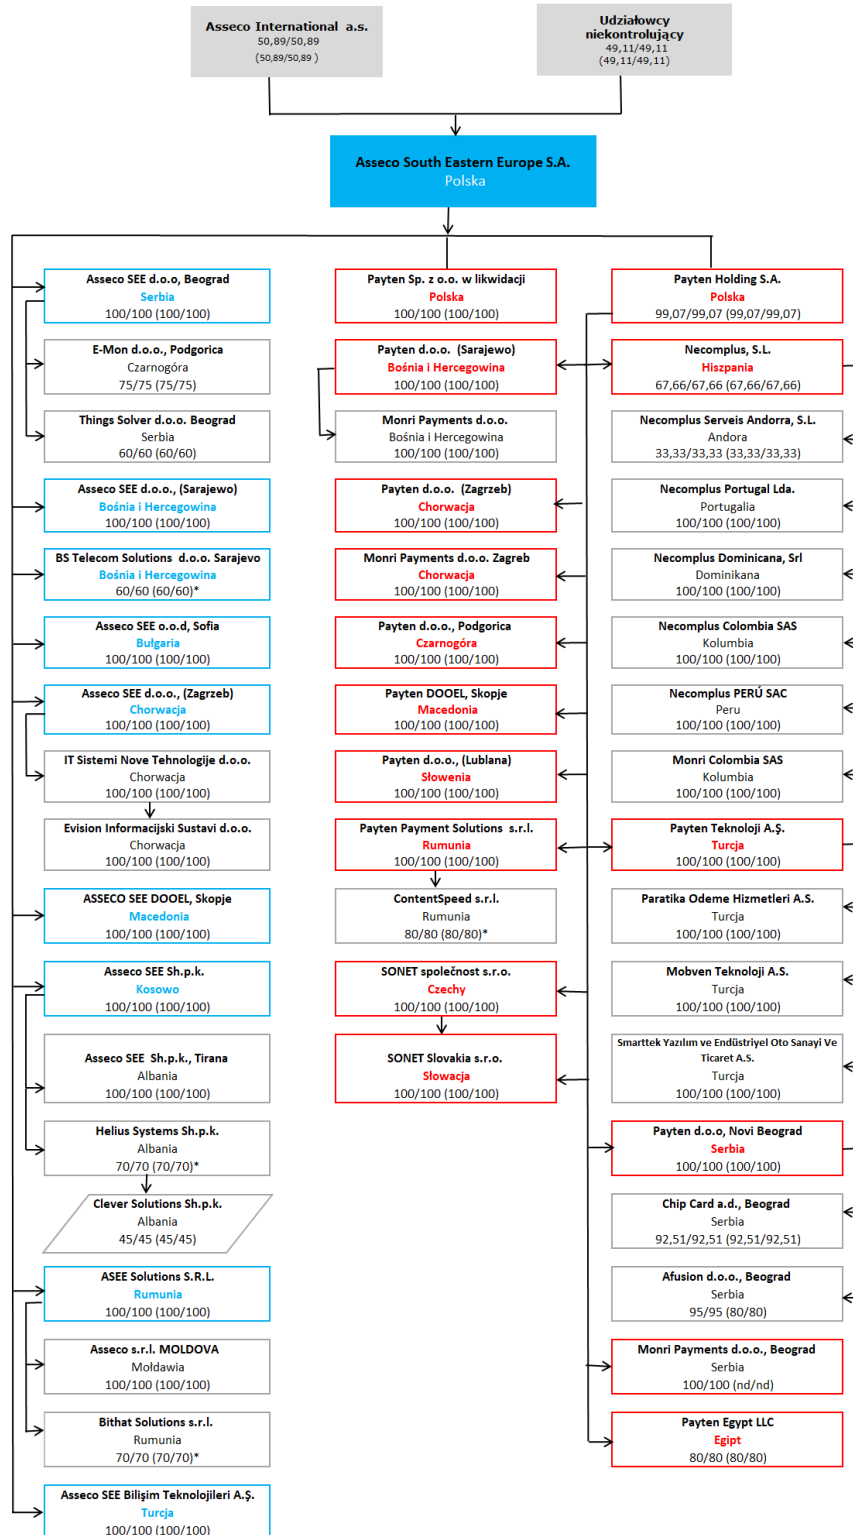 Asseco International a.s.
50,89/50,89
(50,89/50,89 )
Udziałowcy
niekontrolujący
49,11/49,11
(49,11/49,11)
Asseco South Eastern Europe S.A.
Polska
Asseco SEE d.o.o, Beograd
Serbia
100/100 (100/100)
E-Mon d.o.o., Podgorica
Czarnogóra
75/75 (75/75)
Things Solver d.o.o. Beograd
Serbia
60/60 (60/60)
Asseco SEE d.o.o., (Sarajewo)
Bośnia i Hercegowina
100/100 (100/100)
BS Telecom Solutions d.o.o. Sarajevo
Bośnia i Hercegowina
60/60 (60/60)*
Asseco SEE o.o.d, Sofia
Bułgaria
100/100 (100/100)
Asseco SEE d.o.o., (Zagrzeb)
Chorwacja
100/100 (100/100)
IT Sistemi Nove Tehnologije d.o.o.
Chorwacja
100/100 (100/100)
Evision Informacijski Sustavi d.o.o.
Chorwacja
100/100 (100/100)
ASSECO SEE DOOEL, Skopje
Macedonia
100/100 (100/100)
Asseco SEE Sh.p.k.
Kosowo
100/100 (100/100)
Asseco SEE Sh.p.k., Tirana
Albania
100/100 (100/100)
Helius Systems Sh.p.k.
Albania
70/70 (70/70)*
Clever Solutions Sh.p.k.
Albania
45/45 (45/45)
ASEE Solutions S.R.L.
Rumunia
100/100 (100/100)
Asseco s.r.l. MOLDOVA
Mołdawia
100/100 (100/100)
Bithat Solutions s.r.l.
Rumunia
70/70 (70/70)*
Asseco SEE Bilişim Teknolojileri A.Ş.
Turcja
100/100 (100/100)
Payten Sp. z o.o. w likwidacji
Polska
100/100 (100/100)
Payten d.o.o. (Sarajewo)
Bośnia i Hercegowina
100/100 (100/100)
Monri Payments d.o.o.
Bośnia i Hercegowina
100/100 (100/100)
Payten d.o.o. (Zagrzeb)
Chorwacja
100/100 (100/100)
Monri Payments d.o.o. Zagreb
Chorwacja
100/100 (100/100)
Payten d.o.o., Podgorica
Czarnogóra
100/100 (100/100)
Payten DOOEL, Skopje
Macedonia
100/100 (100/100)
Payten d.o.o., (Lublana)
Słowenia
100/100 (100/100)
Payten Payment Solutions s.r.l.
Rumunia
100/100 (100/100)
ContentSpeed s.r.l.
Rumunia
80/80 (80/80)*
SONET společnost s.r.o.
Czechy
100/100 (100/100)
SONET Slovakia s.r.o.
Słowacja
100/100 (100/100)
Payten Holding S.A.
Polska
99,07/99,07 (99,07/99,07)
Necomplus, S.L.
Hiszpania
67,66/67,66 (67,66/67,66)
Necomplus Serveis Andorra, S.L.
Andora
33,33/33,33 (33,33/33,33)
Necomplus Portugal Lda.
Portugalia
100/100 (100/100)
Necomplus Dominicana, Srl
Dominikana
100/100 (100/100)
Necomplus Colombia SAS
Kolumbia
100/100 (100/100)
Necomplus PERÚ SAC
Peru
100/100 (100/100)
Monri Colombia SAS
Kolumbia
100/100 (100/100)
Payten Teknoloji A.Ş.
Turcja
100/100 (100/100)
Paratika Odeme Hizmetleri A.S.
Turcja
100/100 (100/100)
Mobven Teknoloji A.S.
Turcja
100/100 (100/100)
Smarttek Yazılım ve Endüstriyel Oto Sanayi Ve
Ticaret A.S.
Turcja
100/100 (100/100)
Payten d.o.o, Novi Beograd
Serbia
100/100 (100/100)
Chip Card a.d., Beograd
Serbia
92,51/92,51 (92,51/92,51)
Afusion d.o.o., Beograd
Serbia
95/95 (80/80)
Monri Payments d.o.o., Beograd
Serbia
100/100 (nd/nd)
Payten Egypt LLC
Egipt
80/80 (80/80)